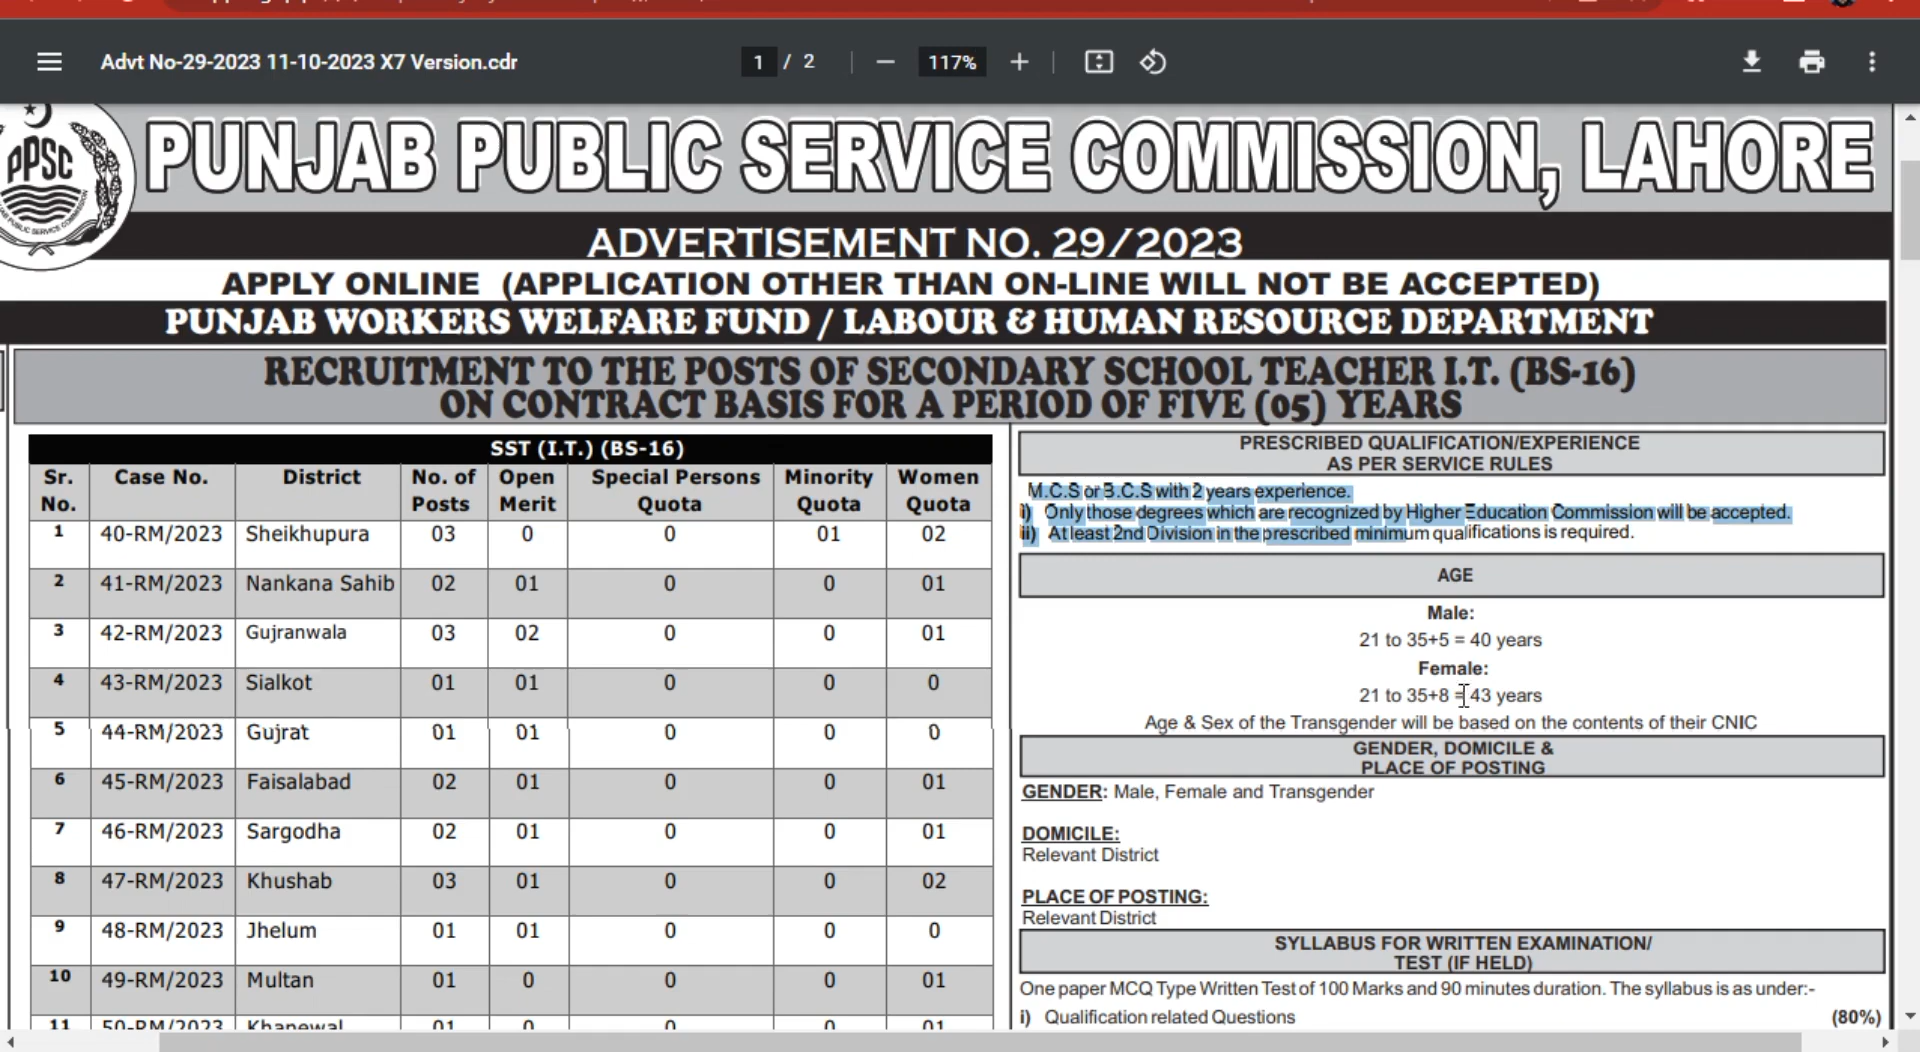 Advt No-29-2023 11-10-2023 X7 Version.cdr
1 / 2
117%
PPSC
PUNJAB PUBLIC SERVICE COMMISSION, LAHORE
ADVERTISEMENT NO. 29/2023
APPLY ONLINE (APPLICATION OTHER THAN ON-LINE WILL NOT BE ACCEPTED)
PUNJAB WORKERS WELFARE FUND / LABOUR & HUMAN RESOURCE DEPARTMENT
RECRUITMENT TO THE POSTS OF SECONDARY SCHOOL TEACHER I.T. (BS-16)
ON CONTRACT BASIS FOR A PERIOD OF FIVE (05) YEARS
SST (I.T.) (BS-16)
Sr. No. Case No. District No. of Posts Open Merit Special Persons Quota Minority Quota Women Quota
1 40-RM/2023 Sheikhupura 03 0 0 01 02
2 41-RM/2023 Nankana Sahib 02 01 0 0 01
3 42-RM/2023 Gujranwala 03 02 0 0 01
4 43-RM/2023 Sialkot 01 01 0 0 0
5 44-RM/2023 Gujrat 01 01 0 0 0
6 45-RM/2023 Faisalabad 02 01 0 0 01
7 46-RM/2023 Sargodha 02 01 0 0 01
8 47-RM/2023 Khushab 03 01 0 0 02
9 48-RM/2023 Jhelum 01 01 0 0 0
10 49-RM/2023 Multan 01 0 0 0 01
11 50-RM/2023 Khanewal 01 0 0 0 01
PRESCRIBED QUALIFICATION/EXPERIENCE
AS PER SERVICE RULES
M.C.S or B.C.S with 2 years experience.
i) Only those degrees which are recognized by Higher Education Commission will be accepted.
ii) At least 2nd Division in the prescribed minimum qualifications is required.
AGE
Male:
21 to 35+5 = 40 years
Female:
21 to 35+8 = 43 years
Age & Sex of the Transgender will be based on the contents of their CNIC
GENDER, DOMICILE &
PLACE OF POSTING
GENDER: Male, Female and Transgender
DOMICILE:
Relevant District
PLACE OF POSTING:
Relevant District
SYLLABUS FOR WRITTEN EXAMINATION/
TEST (IF HELD)
One paper MCQ Type Written Test of 100 Marks and 90 minutes duration. The syllabus is as under:-
i) Qualification related Questions (80%)